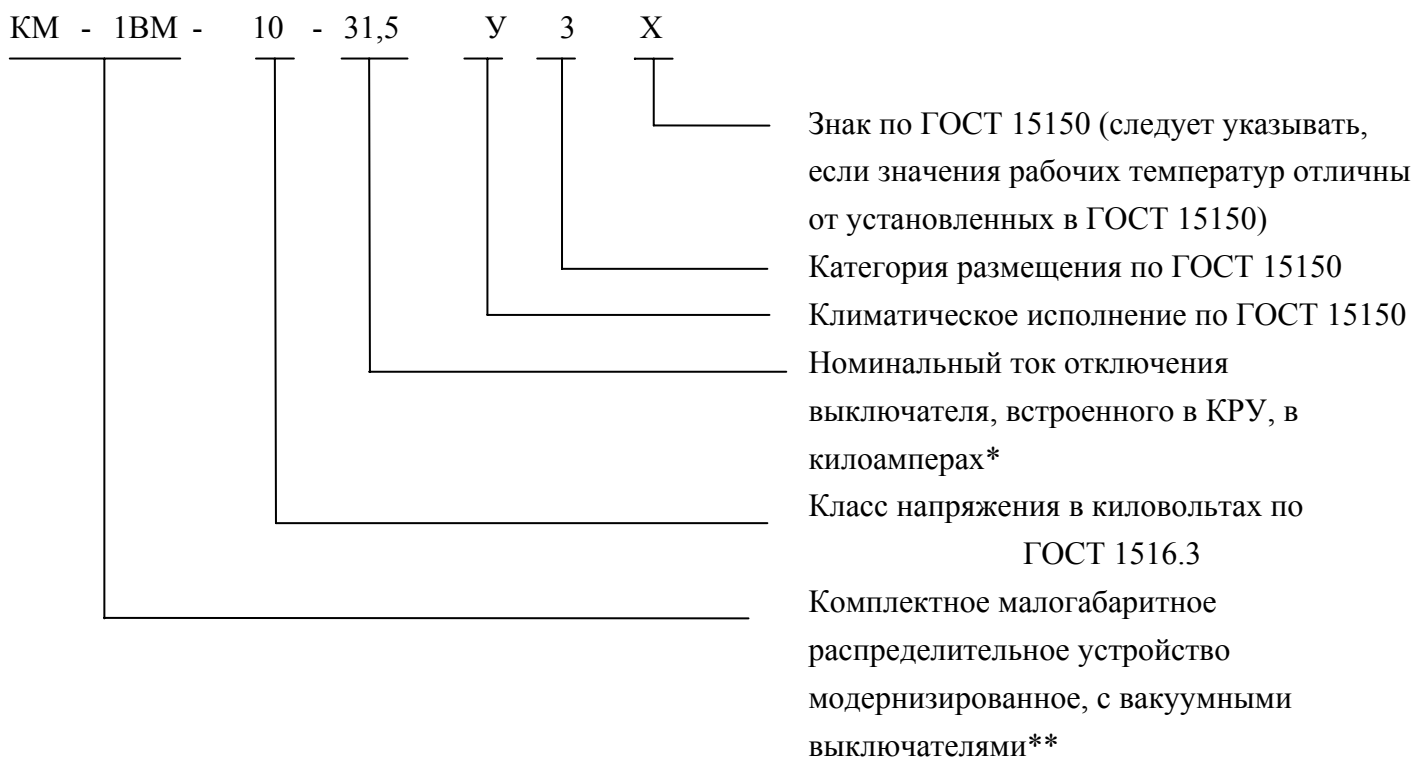 КМ - 1ВМ - 10 - 31,5 У 3 Х
Знак по ГОСТ 15150 (следует указывать,
если значения рабочих температур отличны
от установленных в ГОСТ 15150)
Категория размещения по ГОСТ 15150
Климатическое исполнение по ГОСТ 15150
Номинальный ток отключения
выключателя, встроенного в КРУ, в
килоамперах*
Класс напряжения в киловольтах по
ГОСТ 1516.3
Комплектное малогабаритное
распределительное устройство
модернизированное, с вакуумными
выключателями**